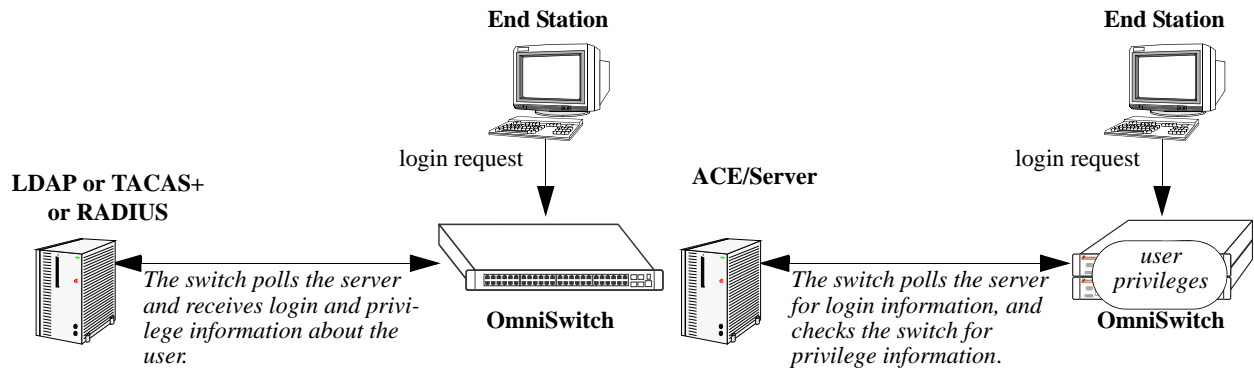 End Station
login request
LDAP or TACAS+
or RADIUS
The switch polls the server
and receives login and privi-
lege information about the
user.
OmniSwitch
End Station
login request
ACE/Server
The switch polls the server
for login information, and
checks the switch for
privilege information.
user
privileges
OmniSwitch